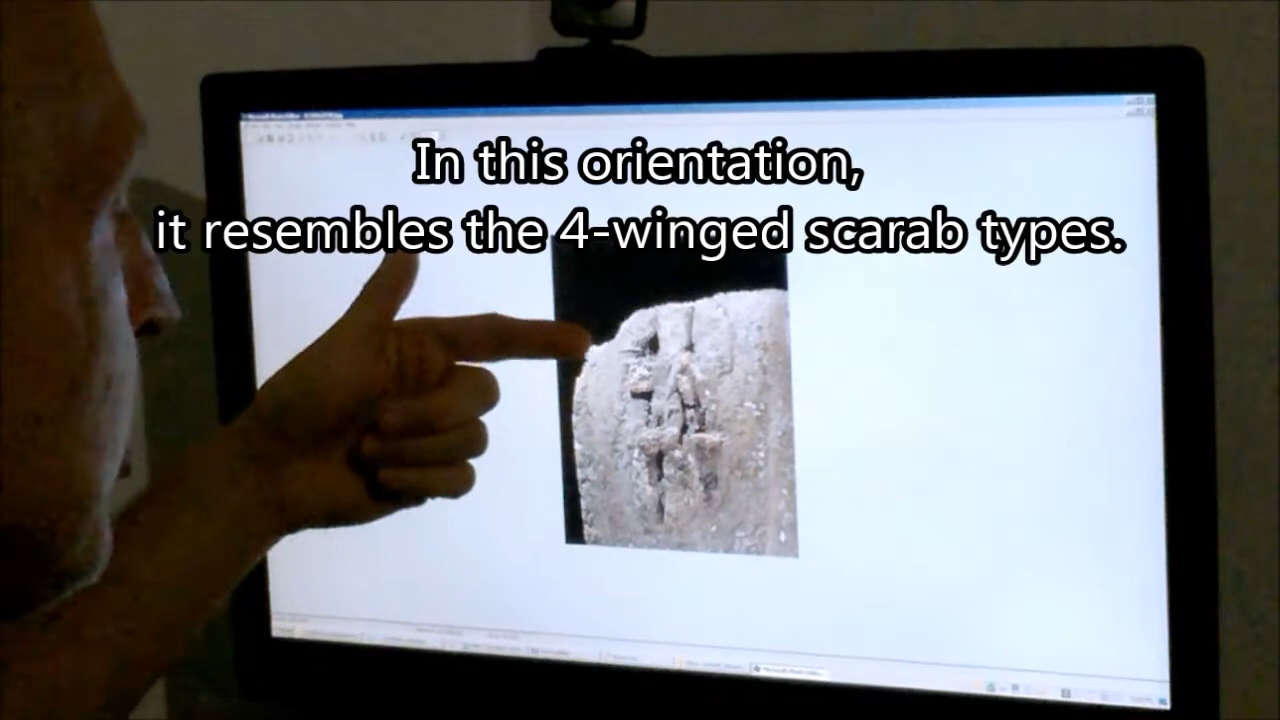 In this orientation,
it resembles the 4-winged scarab types.